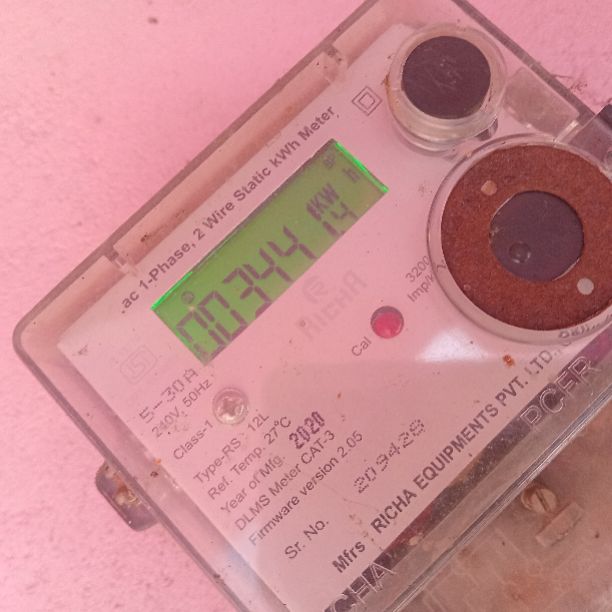 ac 1-Phase, 2 Wire Static kWh Meter
KW
00344 14
RICHA
3200
Imp/k
Cal
5-30A
240V, 50Hz
Class-1
Type-RS 12L
Ref. Temp. 27°C
Year of Mfg. 2020
DLMS Meter CAT-3
Firmware version 2.05
Sr. No. 209428
Mfrs RICHA EQUIPMENTS PVT. LTD.